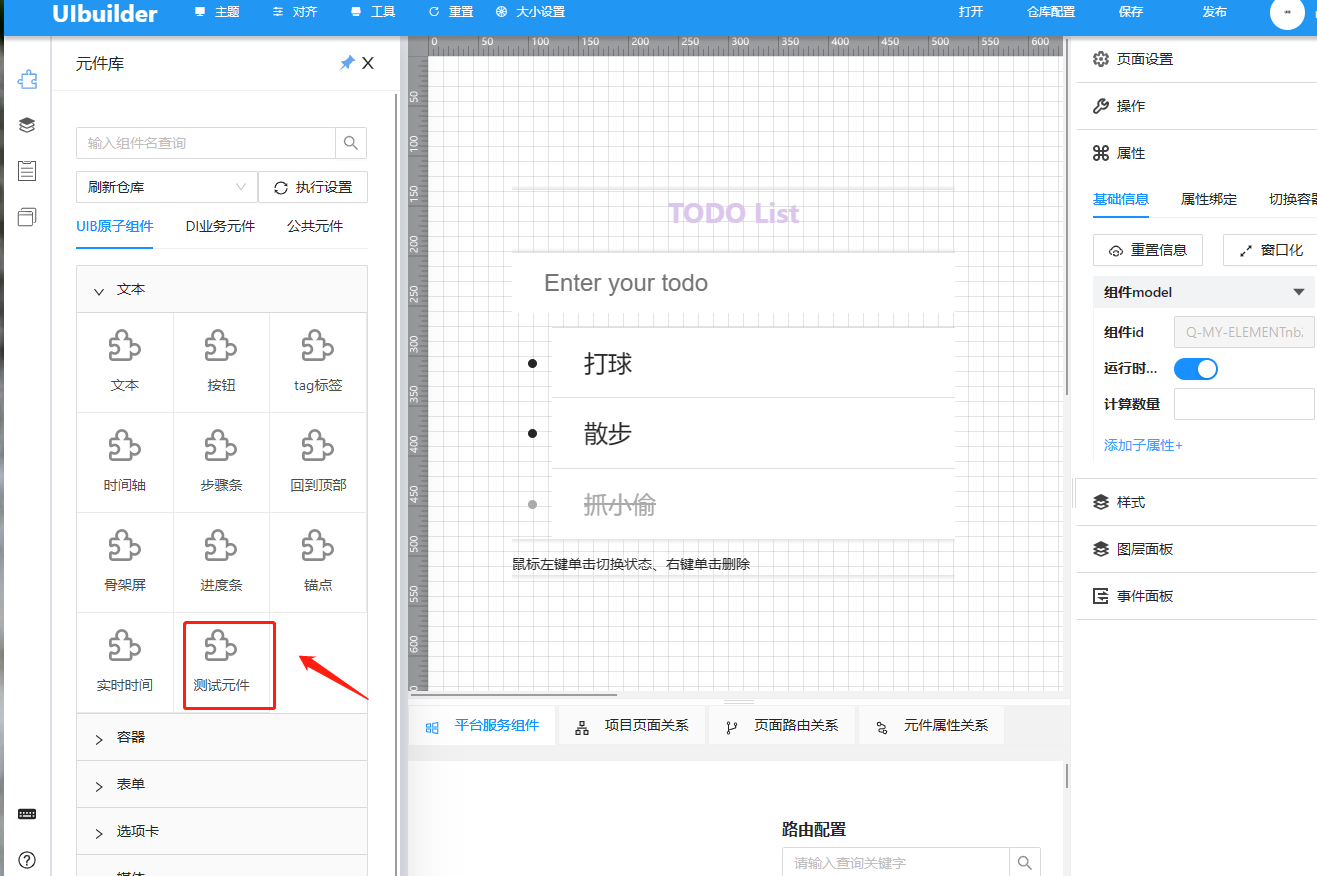 UIbuilder 主题 对齐 工具 重置 大小设置 打开 仓库配置 保存 发布
元件库 X
输入组件名查询
刷新仓库 执行设置
UIB原子组件 DI业务元件 公共元件
文本
文本 按钮 tag标签
时间轴 步骤条 回到顶部
骨架屏 进度条 锚点
实时时间 测试元件
容器
表单
选项卡
媒体
0 50 100 150 200 250 300 350 400 450 500 550 600
50
100
150
200
250
300
350
400
450
500
550
600
TODO List
Enter your todo
打球
散步
抓小偷
鼠标左键单击切换状态、右键单击删除
平台服务组件 项目页面关系 页面路由关系 元件属性关系
路由配置
请输入查询关键字
页面设置
操作
属性
基础信息 属性绑定 切换容器
重置信息 窗口化
组件model
组件id Q-MY-ELEMENTnb
运行时...
计算数量
添加子属性+
样式
图层面板
事件面板